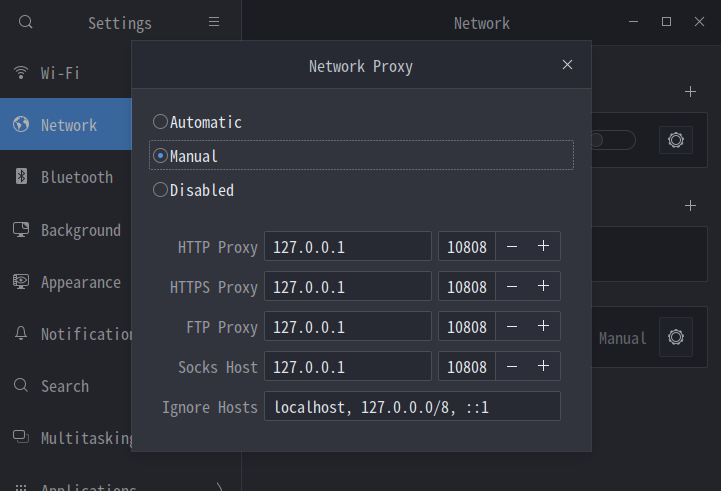 Settings
Network
Network Proxy
Wi-Fi
Network
Bluetooth
Background
Appearance
Notification
Search
Multitasking
Applications
Automatic
Manual
Disabled
HTTP Proxy 127.0.0.1 10808
HTTPS Proxy 127.0.0.1 10808
FTP Proxy 127.0.0.1 10808
Socks Host 127.0.0.1 10808
Ignore Hosts localhost, 127.0.0.0/8, ::1
Manual